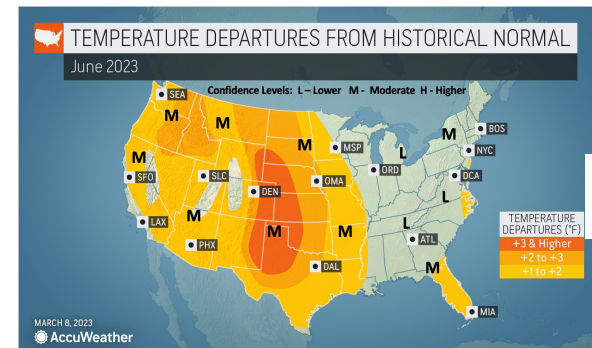 TEMPERATURE DEPARTURES FROM HISTORICAL NORMAL
June 2023
Confidence Levels: L – Lower M - Moderate H - Higher
SEA
M
M
M
BOS
MSP
M
L
NYC
M
ORD
SFO
SLC
DCA
OMA
DEN
L
M
LAX
L
M
M
ATL
PHX
DAL
M
MIA
TEMPERATURE
DEPARTURES (°F)
+3 & Higher
+2 to +3
+1 to +2
MARCH 8, 2023
AccuWeather